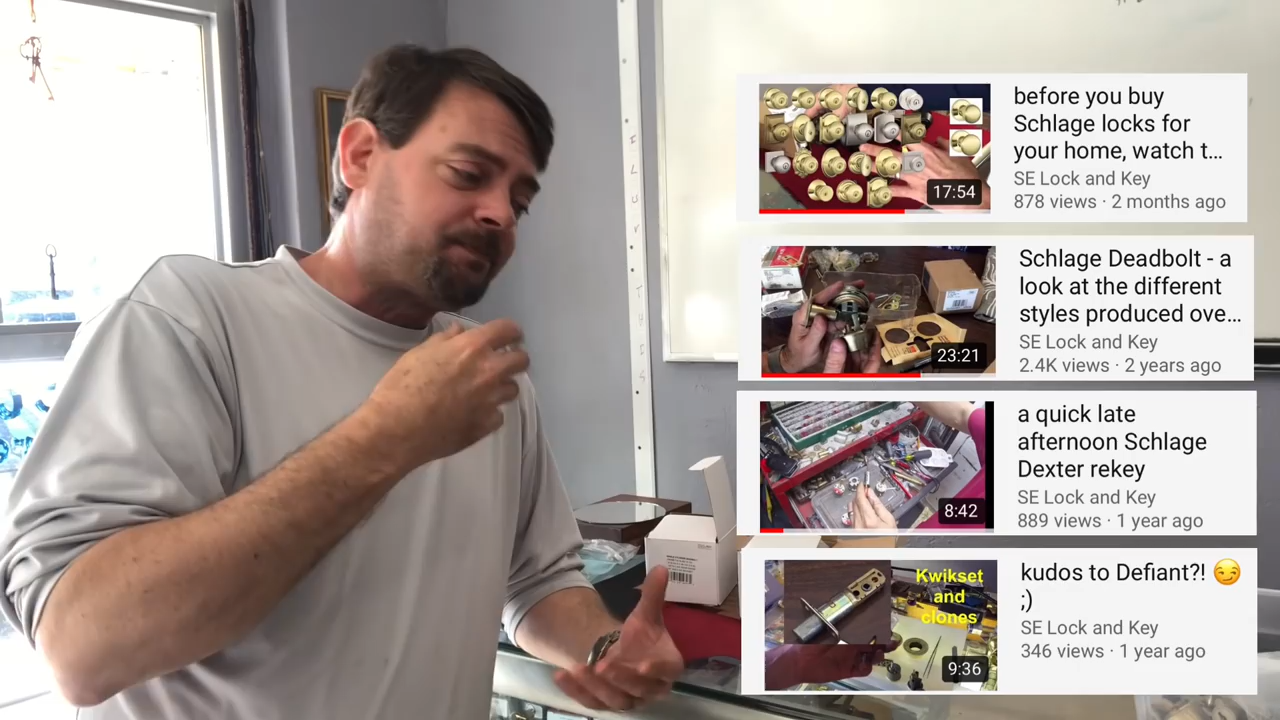 before you buy
Schlage locks for
your home, watch t...
SE Lock and Key
878 views · 2 months ago
17:54
Schlage Deadbolt - a
look at the different
styles produced ove...
SE Lock and Key
2.4K views · 2 years ago
23:21
a quick late
afternoon Schlage
Dexter rekey
SE Lock and Key
889 views · 1 year ago
8:42
Kwikset
and
clones
9:36
kudos to Defiant?! 😏
;)
SE Lock and Key
346 views · 1 year ago